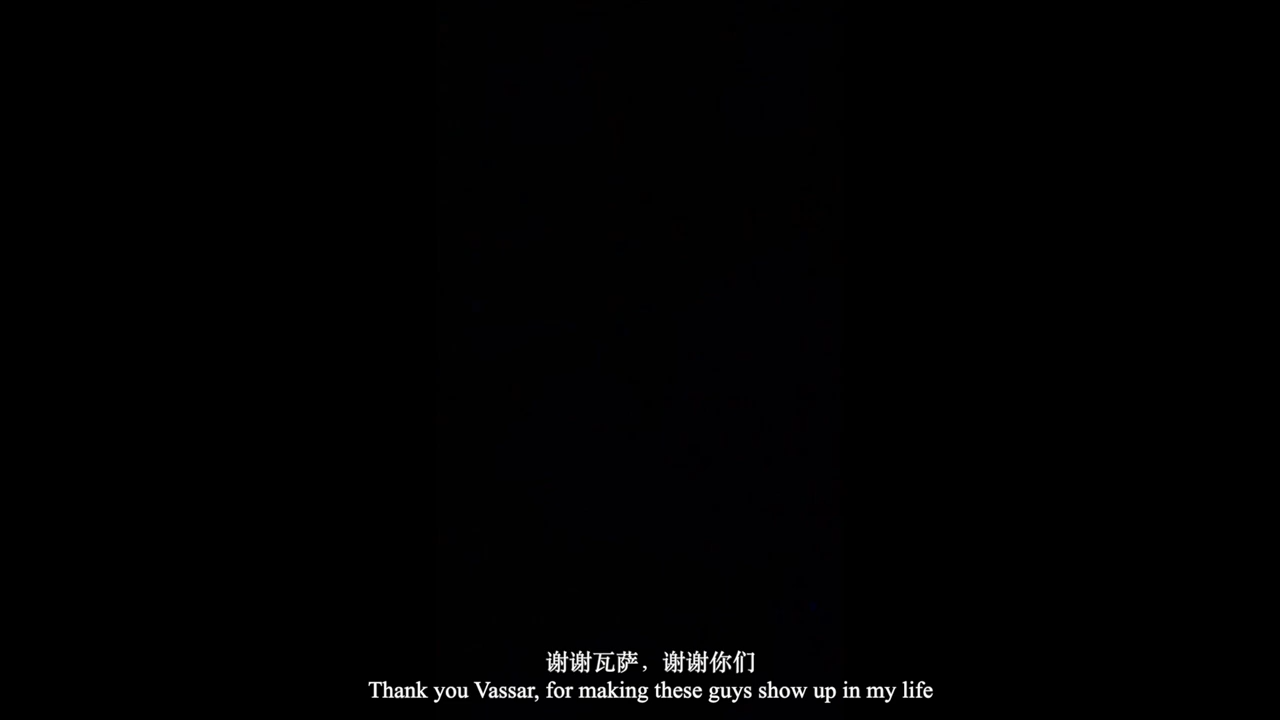 谢谢瓦萨，谢谢你们
Thank you Vassar, for making these guys show up in my life